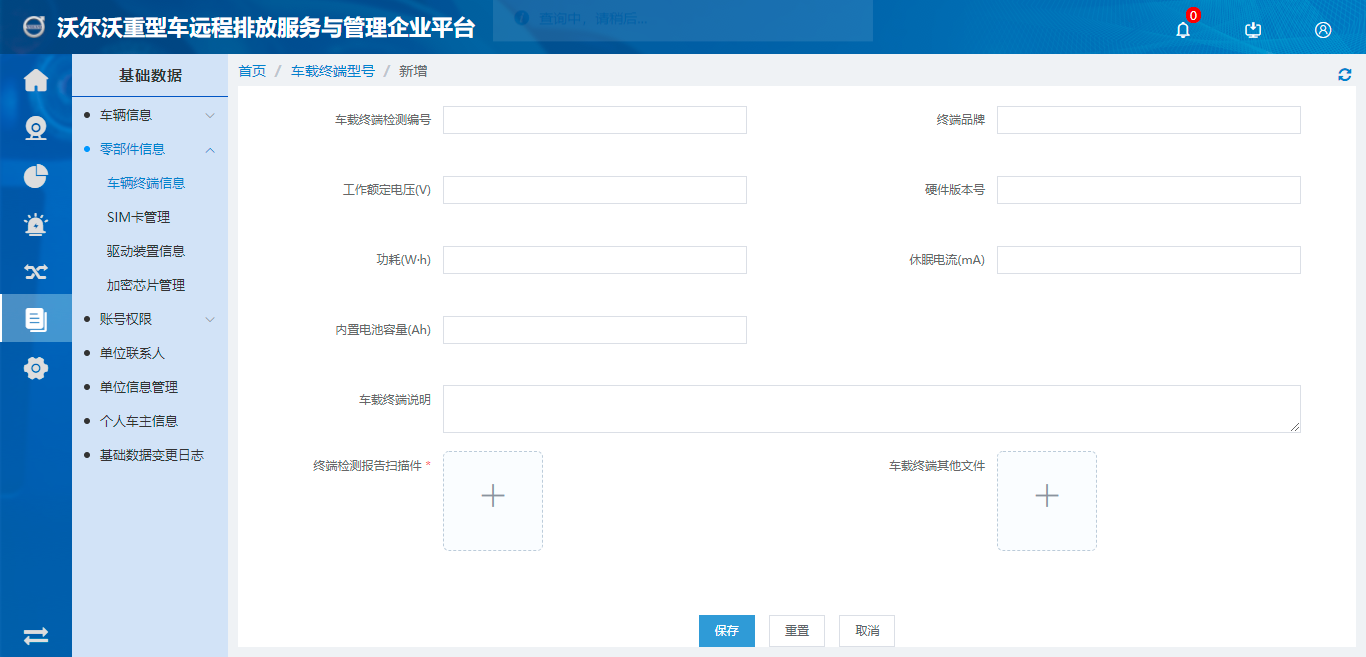 沃尔沃重型车远程排放服务与管理企业平台
查询中，请稍后...
0
基础数据
车辆信息
零部件信息
车辆终端信息
SIM卡管理
驱动装置信息
加密芯片管理
账号权限
单位联系人
单位信息管理
个人车主信息
基础数据变更日志
首页 / 车载终端型号 / 新增
车载终端检测编号
终端品牌
工作额定电压(V)
硬件版本号
功耗(W·h)
休眠电流(mA)
内置电池容量(Ah)
车载终端说明
终端检测报告扫描件 *
车载终端其他文件
保存 重置 取消